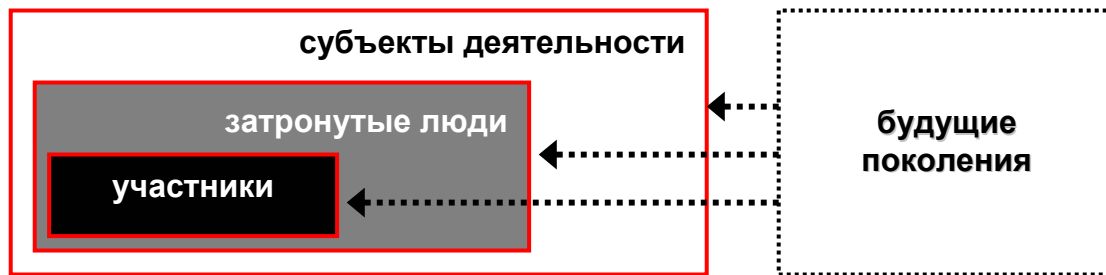 субъекты деятельности
затронутые люди
участники
будущие
поколения